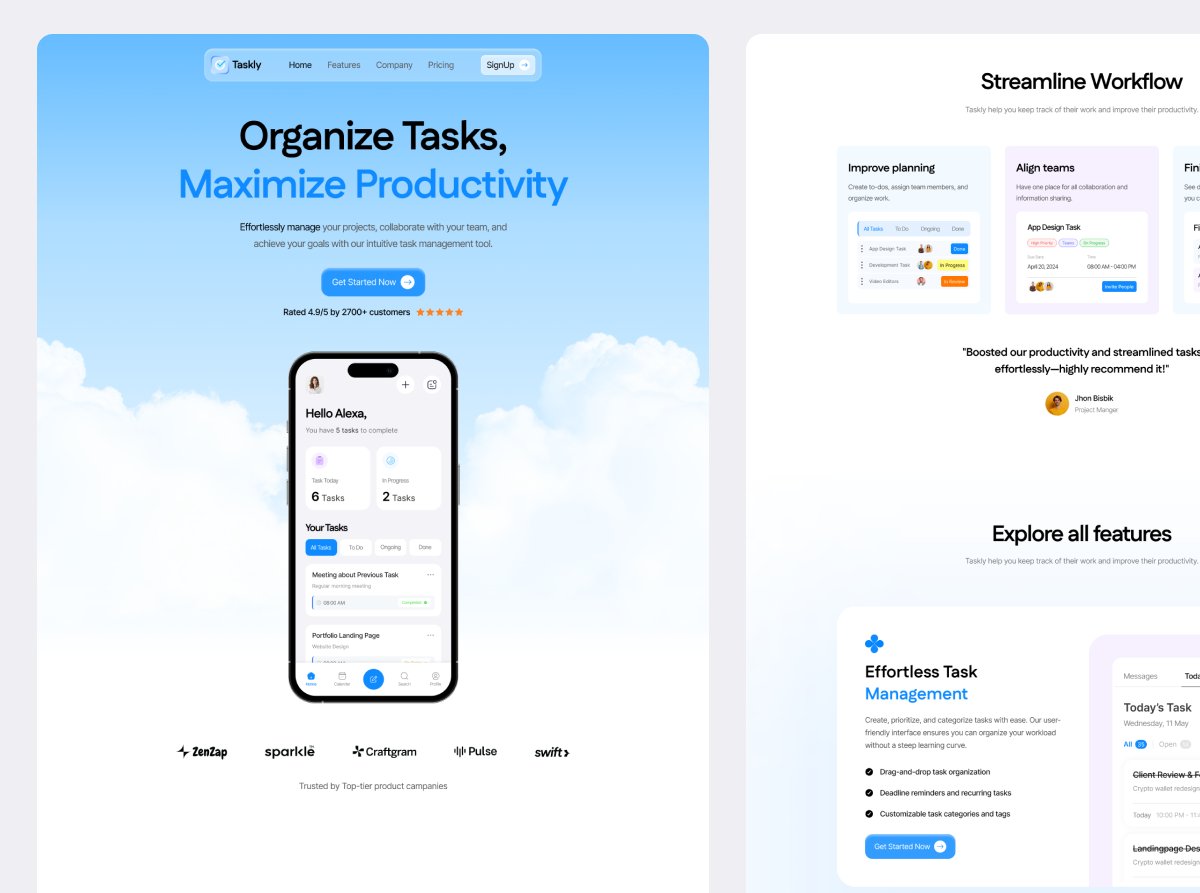 Taskly
Home
Features
Company
Pricing
SignUp
Organize Tasks,
Maximize Productivity
Effortlessly manage your projects, collaborate with your team, and
achieve your goals with our intuitive task management tool.
Get Started Now
Rated 4.9/5 by 2700+ customers
Hello Alexa,
You have 5 tasks to complete
Task Today
6 Tasks
In Progress
2 Tasks
Your Tasks
All Tasks
To Do
Ongoing
Done
Meeting about Previous Task
Regular morning meeting
08:00 AM
Completed
Portfolio Landing Page
Website Design
Home
Calendar
Search
Profile
ZenZap
sparkle
Craftgram
Pulse
swift
Trusted by Top-tier product campanies
Streamline Workflow
Taskly help you keep track of their work and improve their productivity.
Improve planning
Create to-dos, assign team members, and
organize work.
All Tasks
To Do
Ongoing
Done
App Design Task
Done
Development Task
In Progress
Video Editors
In Review
Align teams
Have one place for all collaboration and
information sharing.
App Design Task
High Priority
Teams
On Progress
Due Date
Time
April 20, 2024
08:00 AM - 04:00 PM
Invite People
Fin
See d
you c
Fi
"Boosted our productivity and streamlined tasks
effortlessly—highly recommend it!"
Jhon Bisbik
Project Manger
Explore all features
Taskly help you keep track of their work and improve their productivity.
Effortless Task
Management
Create, prioritize, and categorize tasks with ease. Our user-
friendly interface ensures you can organize your workload
without a steep learning curve.
Drag-and-drop task organization
Deadline reminders and recurring tasks
Customizable task categories and tags
Get Started Now
Messages
Toda
Today's Task
Wednesday, 11 May
All 35
Open
Client Review & F
Crypto wallet redesign
Today 10:00 PM - 11:4
Landingpage Des
Crypto wallet redesign